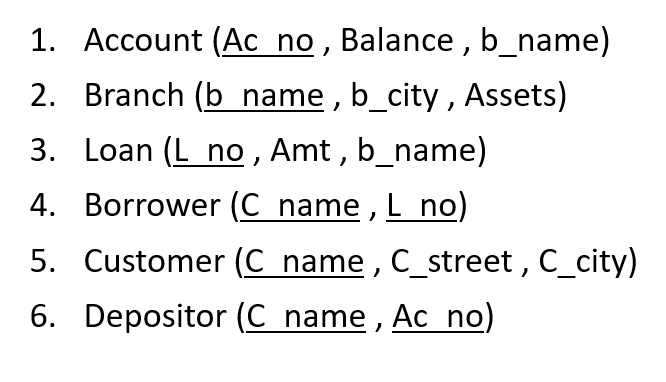 1. Account (Ac_no , Balance , b_name)
2. Branch (b_name , b_city , Assets)
3. Loan (L_no , Amt , b_name)
4. Borrower (C_name , L_no)
5. Customer (C_name , C_street , C_city)
6. Depositor (C_name , Ac_no)